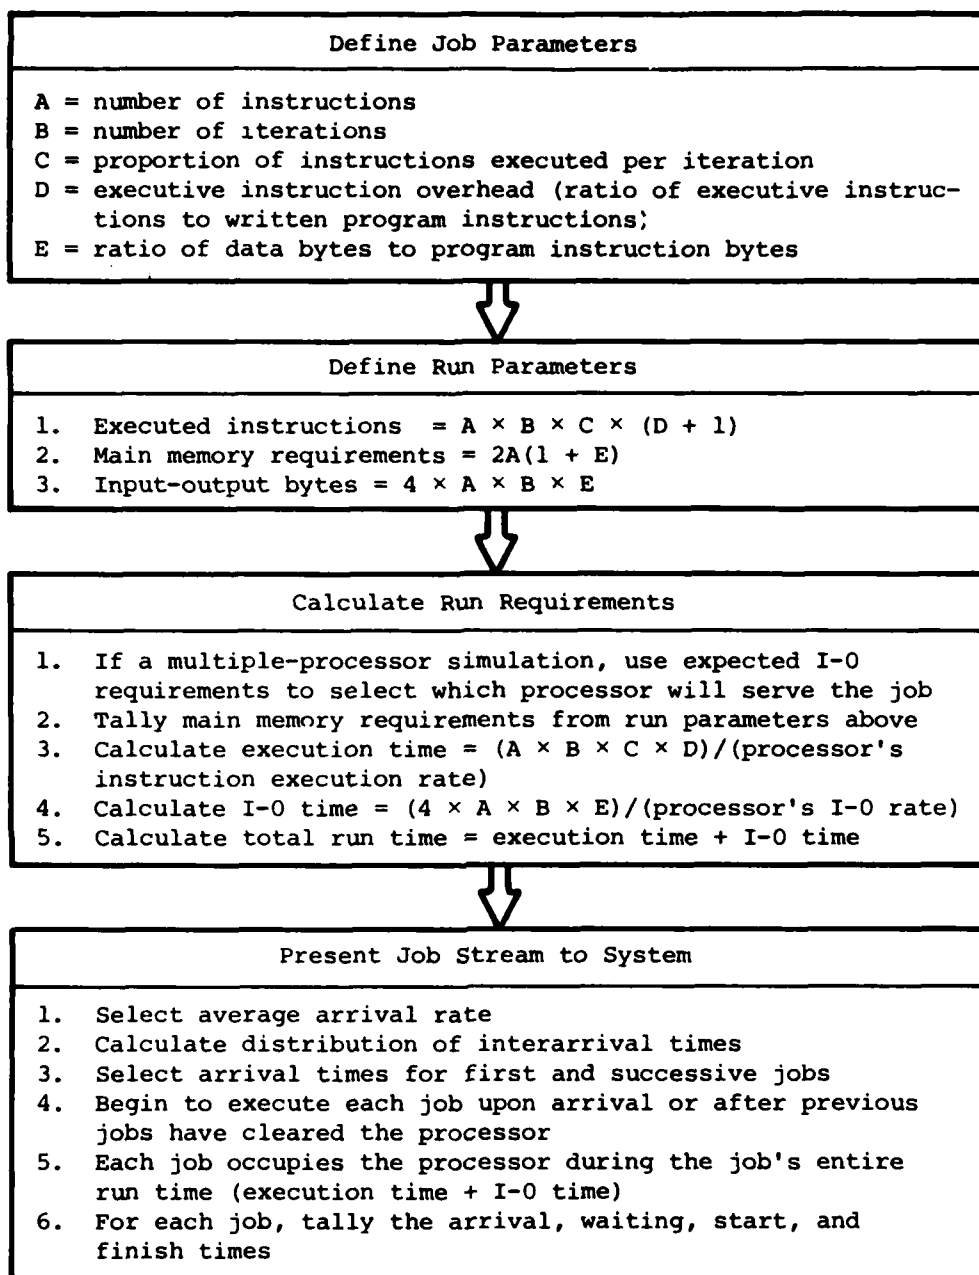 Define Job Parameters
A = number of instructions
B = number of iterations
C = proportion of instructions executed per iteration
D = executive instruction overhead (ratio of executive instruc-
tions to written program instructions;
E = ratio of data bytes to program instruction bytes
Define Run Parameters
1. Executed instructions = A × B × C × (D + 1)
2. Main memory requirements = 2A(1 + E)
3. Input-output bytes = 4 × A × B × E
Calculate Run Requirements
1. If a multiple-processor simulation, use expected I-O
requirements to select which processor will serve the job
2. Tally main memory requirements from run parameters above
3. Calculate execution time = (A × B × C × D)/(processor's
instruction execution rate)
4. Calculate I-O time = (4 × A × B × E)/(processor's I-O rate)
5. Calculate total run time = execution time + I-O time
Present Job Stream to System
1. Select average arrival rate
2. Calculate distribution of interarrival times
3. Select arrival times for first and successive jobs
4. Begin to execute each job upon arrival or after previous
jobs have cleared the processor
5. Each job occupies the processor during the job's entire
run time (execution time + I-O time)
6. For each job, tally the arrival, waiting, start, and
finish times